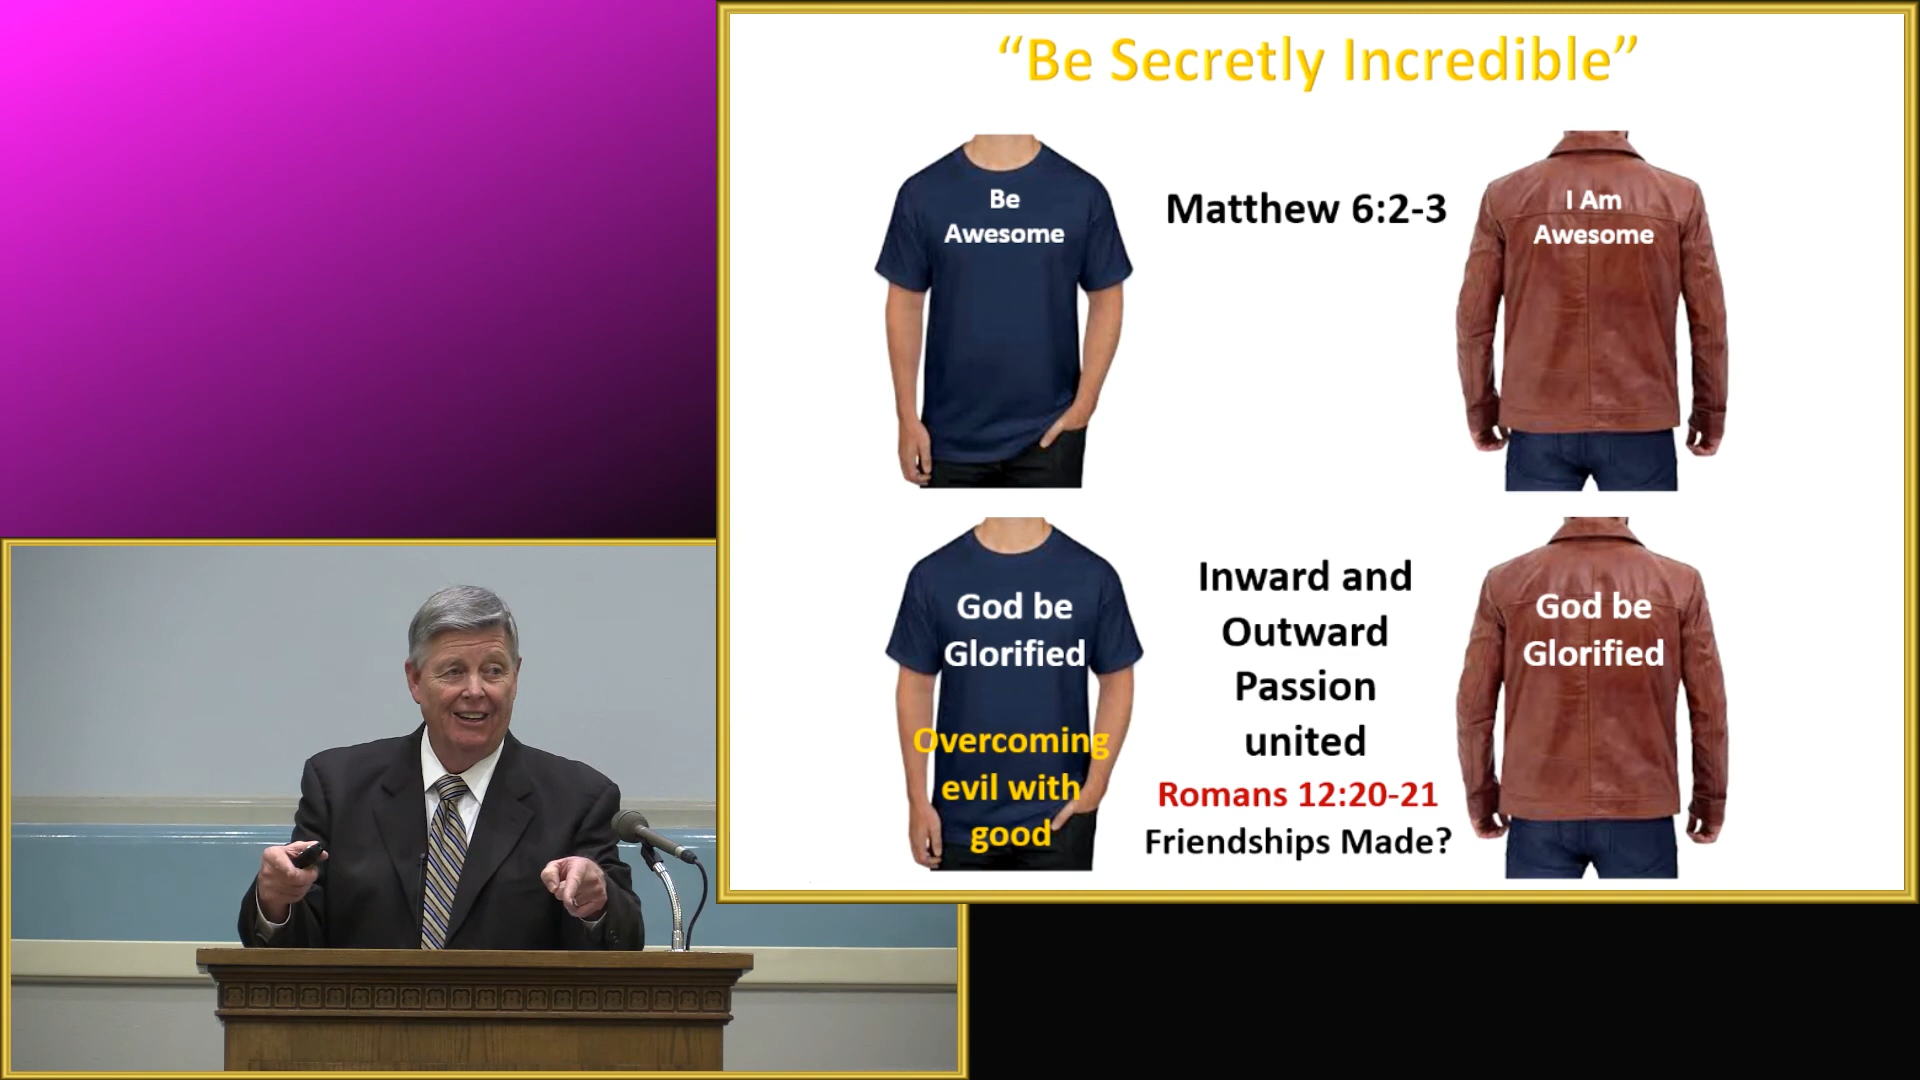 “Be Secretly Incredible”
Be
Awesome
Matthew 6:2-3
I Am
Awesome
God be
Glorified
Overcoming
evil with
good
Inward and
Outward
Passion
united
Romans 12:20-21
Friendships Made?
God be
Glorified